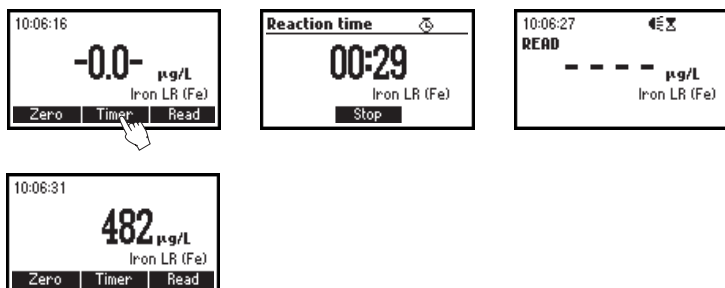 10:06:16
-0.0- µg/L
Iron LR (Fe)
Zero Timer Read
Reaction time
00:29
Iron LR (Fe)
Stop
10:06:27
READ
- - - - µg/L
Iron LR (Fe)
10:06:31
482 µg/L
Iron LR (Fe)
Zero Timer Read